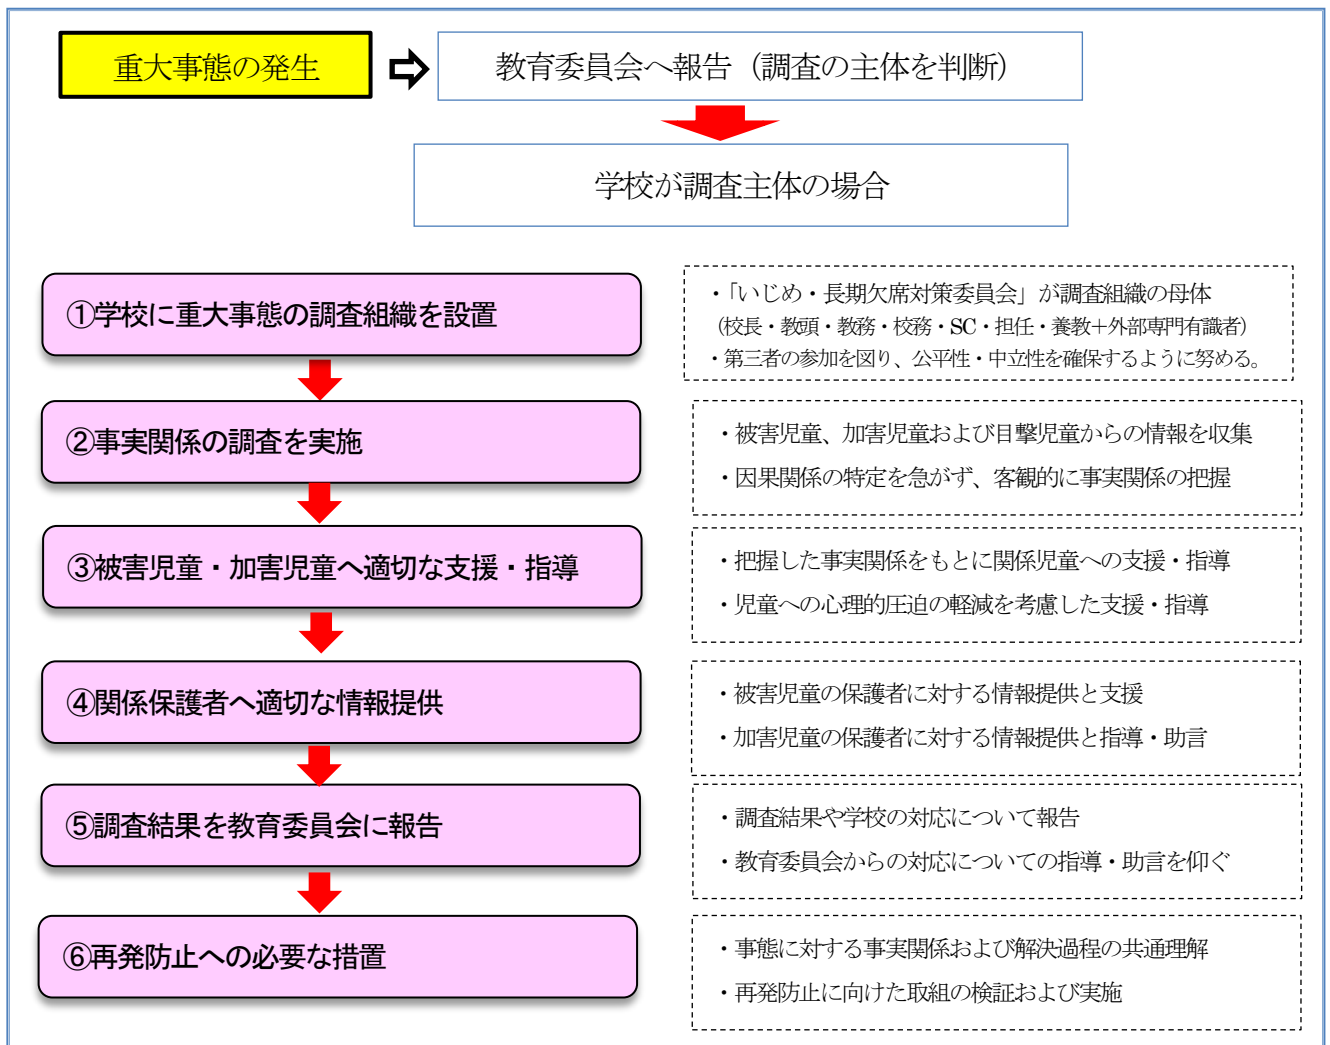 重大事態の発生
教育委員会へ報告（調査の主体を判断）
学校が調査主体の場合
①学校に重大事態の調査組織を設置
・「いじめ・長期欠席対策委員会」が調査組織の母体
（校長・教頭・教務・校務・SC・担任・養教＋外部専門有識者）
・第三者の参加を図り、公平性・中立性を確保するように努める。
②事実関係の調査を実施
・被害児童、加害児童および目撃児童からの情報を収集
・因果関係の特定を急がず、客観的に事実関係の把握
③被害児童・加害児童へ適切な支援・指導
・把握した事実関係をもとに関係児童への支援・指導
・児童への心理的圧迫の軽減を考慮した支援・指導
④関係保護者へ適切な情報提供
・被害児童の保護者に対する情報提供と支援
・加害児童の保護者に対する情報提供と指導・助言
⑤調査結果を教育委員会に報告
・調査結果や学校の対応について報告
・教育委員会からの対応についての指導・助言を仰ぐ
⑥再発防止への必要な措置
・事態に対する事実関係および解決過程の共通理解
・再発防止に向けた取組の検証および実施